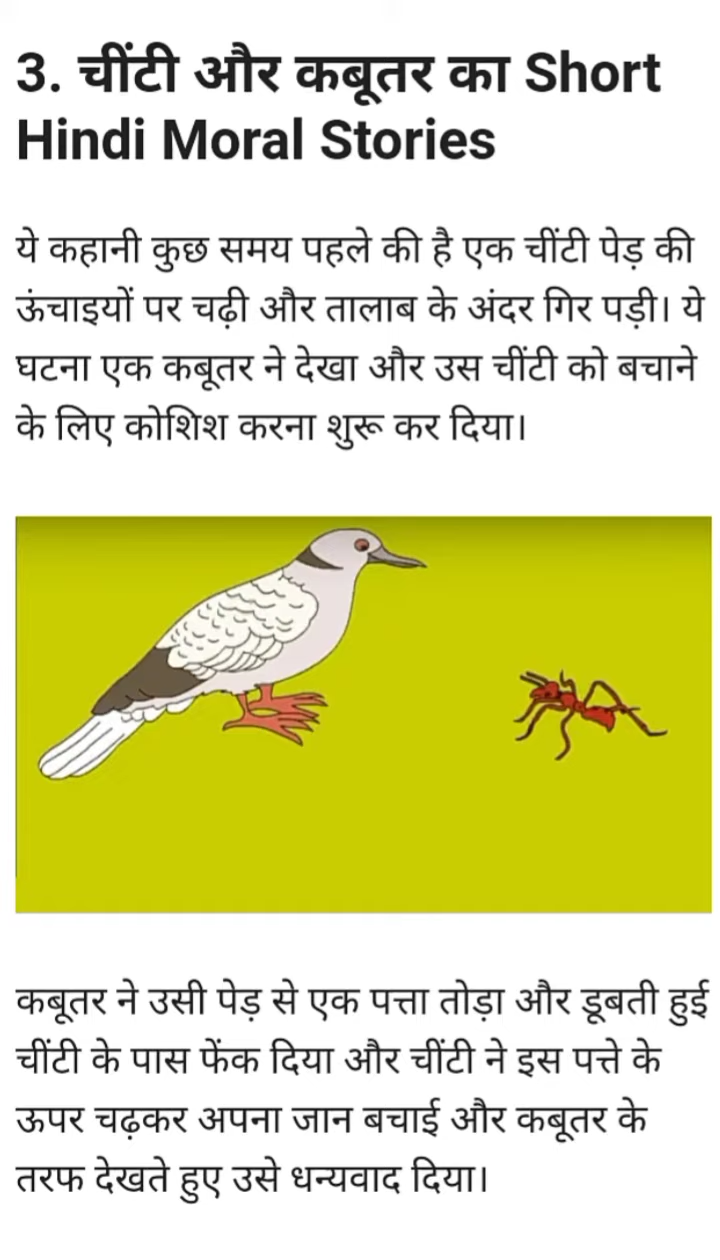 3. चींटी और कबूतर का Short
Hindi Moral Stories
ये कहानी कुछ समय पहले की है एक चींटी पेड़ की
ऊंचाइयों पर चढ़ी और तालाब के अंदर गिर पड़ी। ये
घटना एक कबूतर ने देखा और उस चींटी को बचाने
के लिए कोशिश करना शुरू कर दिया।
कबूतर ने उसी पेड़ से एक पत्ता तोड़ा और डूबती हुई
चींटी के पास फेंक दिया और चींटी ने इस पत्ते के
ऊपर चढ़कर अपना जान बचाई और कबूतर के
तरफ देखते हुए उसे धन्यवाद दिया।